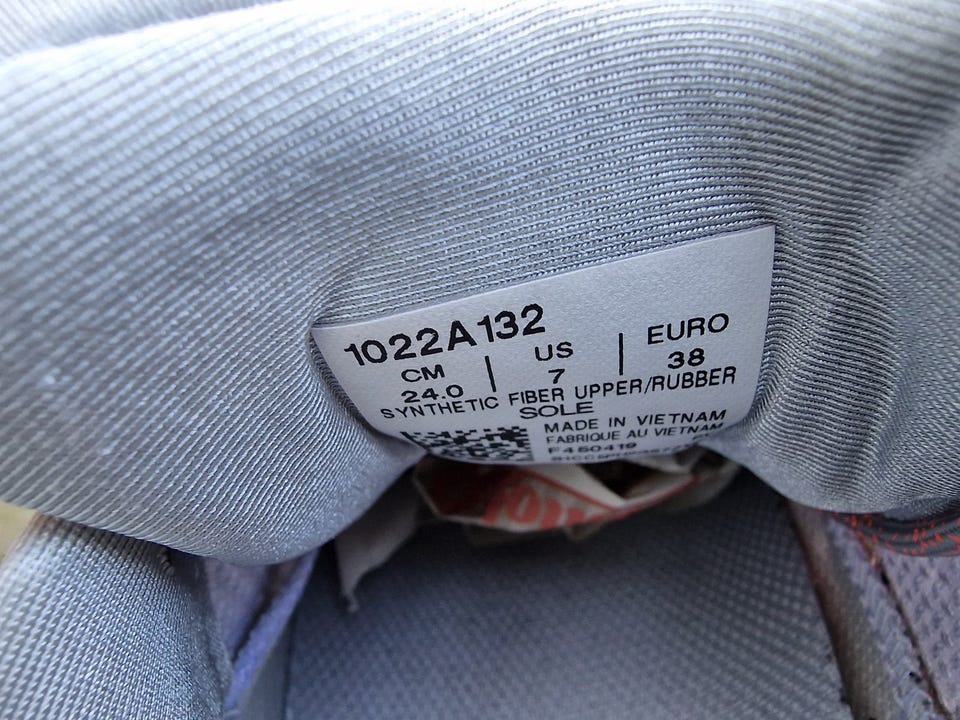 1022A132
CM | US | EURO
24.0 | 7 | 38
SYNTHETIC FIBER UPPER/RUBBER
SOLE
MADE IN VIETNAM
FABRIQUE AU VIETNAM
F450419